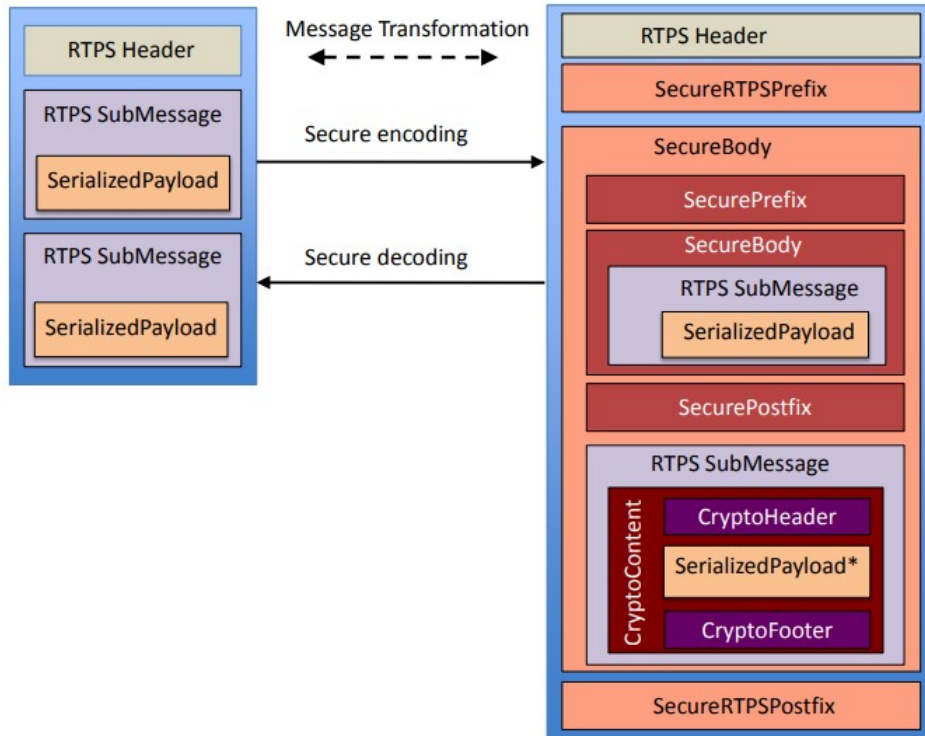 RTPS Header
RTPS SubMessage
SerializedPayload
RTPS SubMessage
SerializedPayload
Message Transformation
Secure encoding
Secure decoding
RTPS Header
SecureRTPSPrefix
SecureBody
SecurePrefix
SecureBody
RTPS SubMessage
SerializedPayload
SecurePostfix
RTPS SubMessage
CryptoContent
CryptoHeader
SerializedPayload*
CryptoFooter
SecureRTPSPostfix